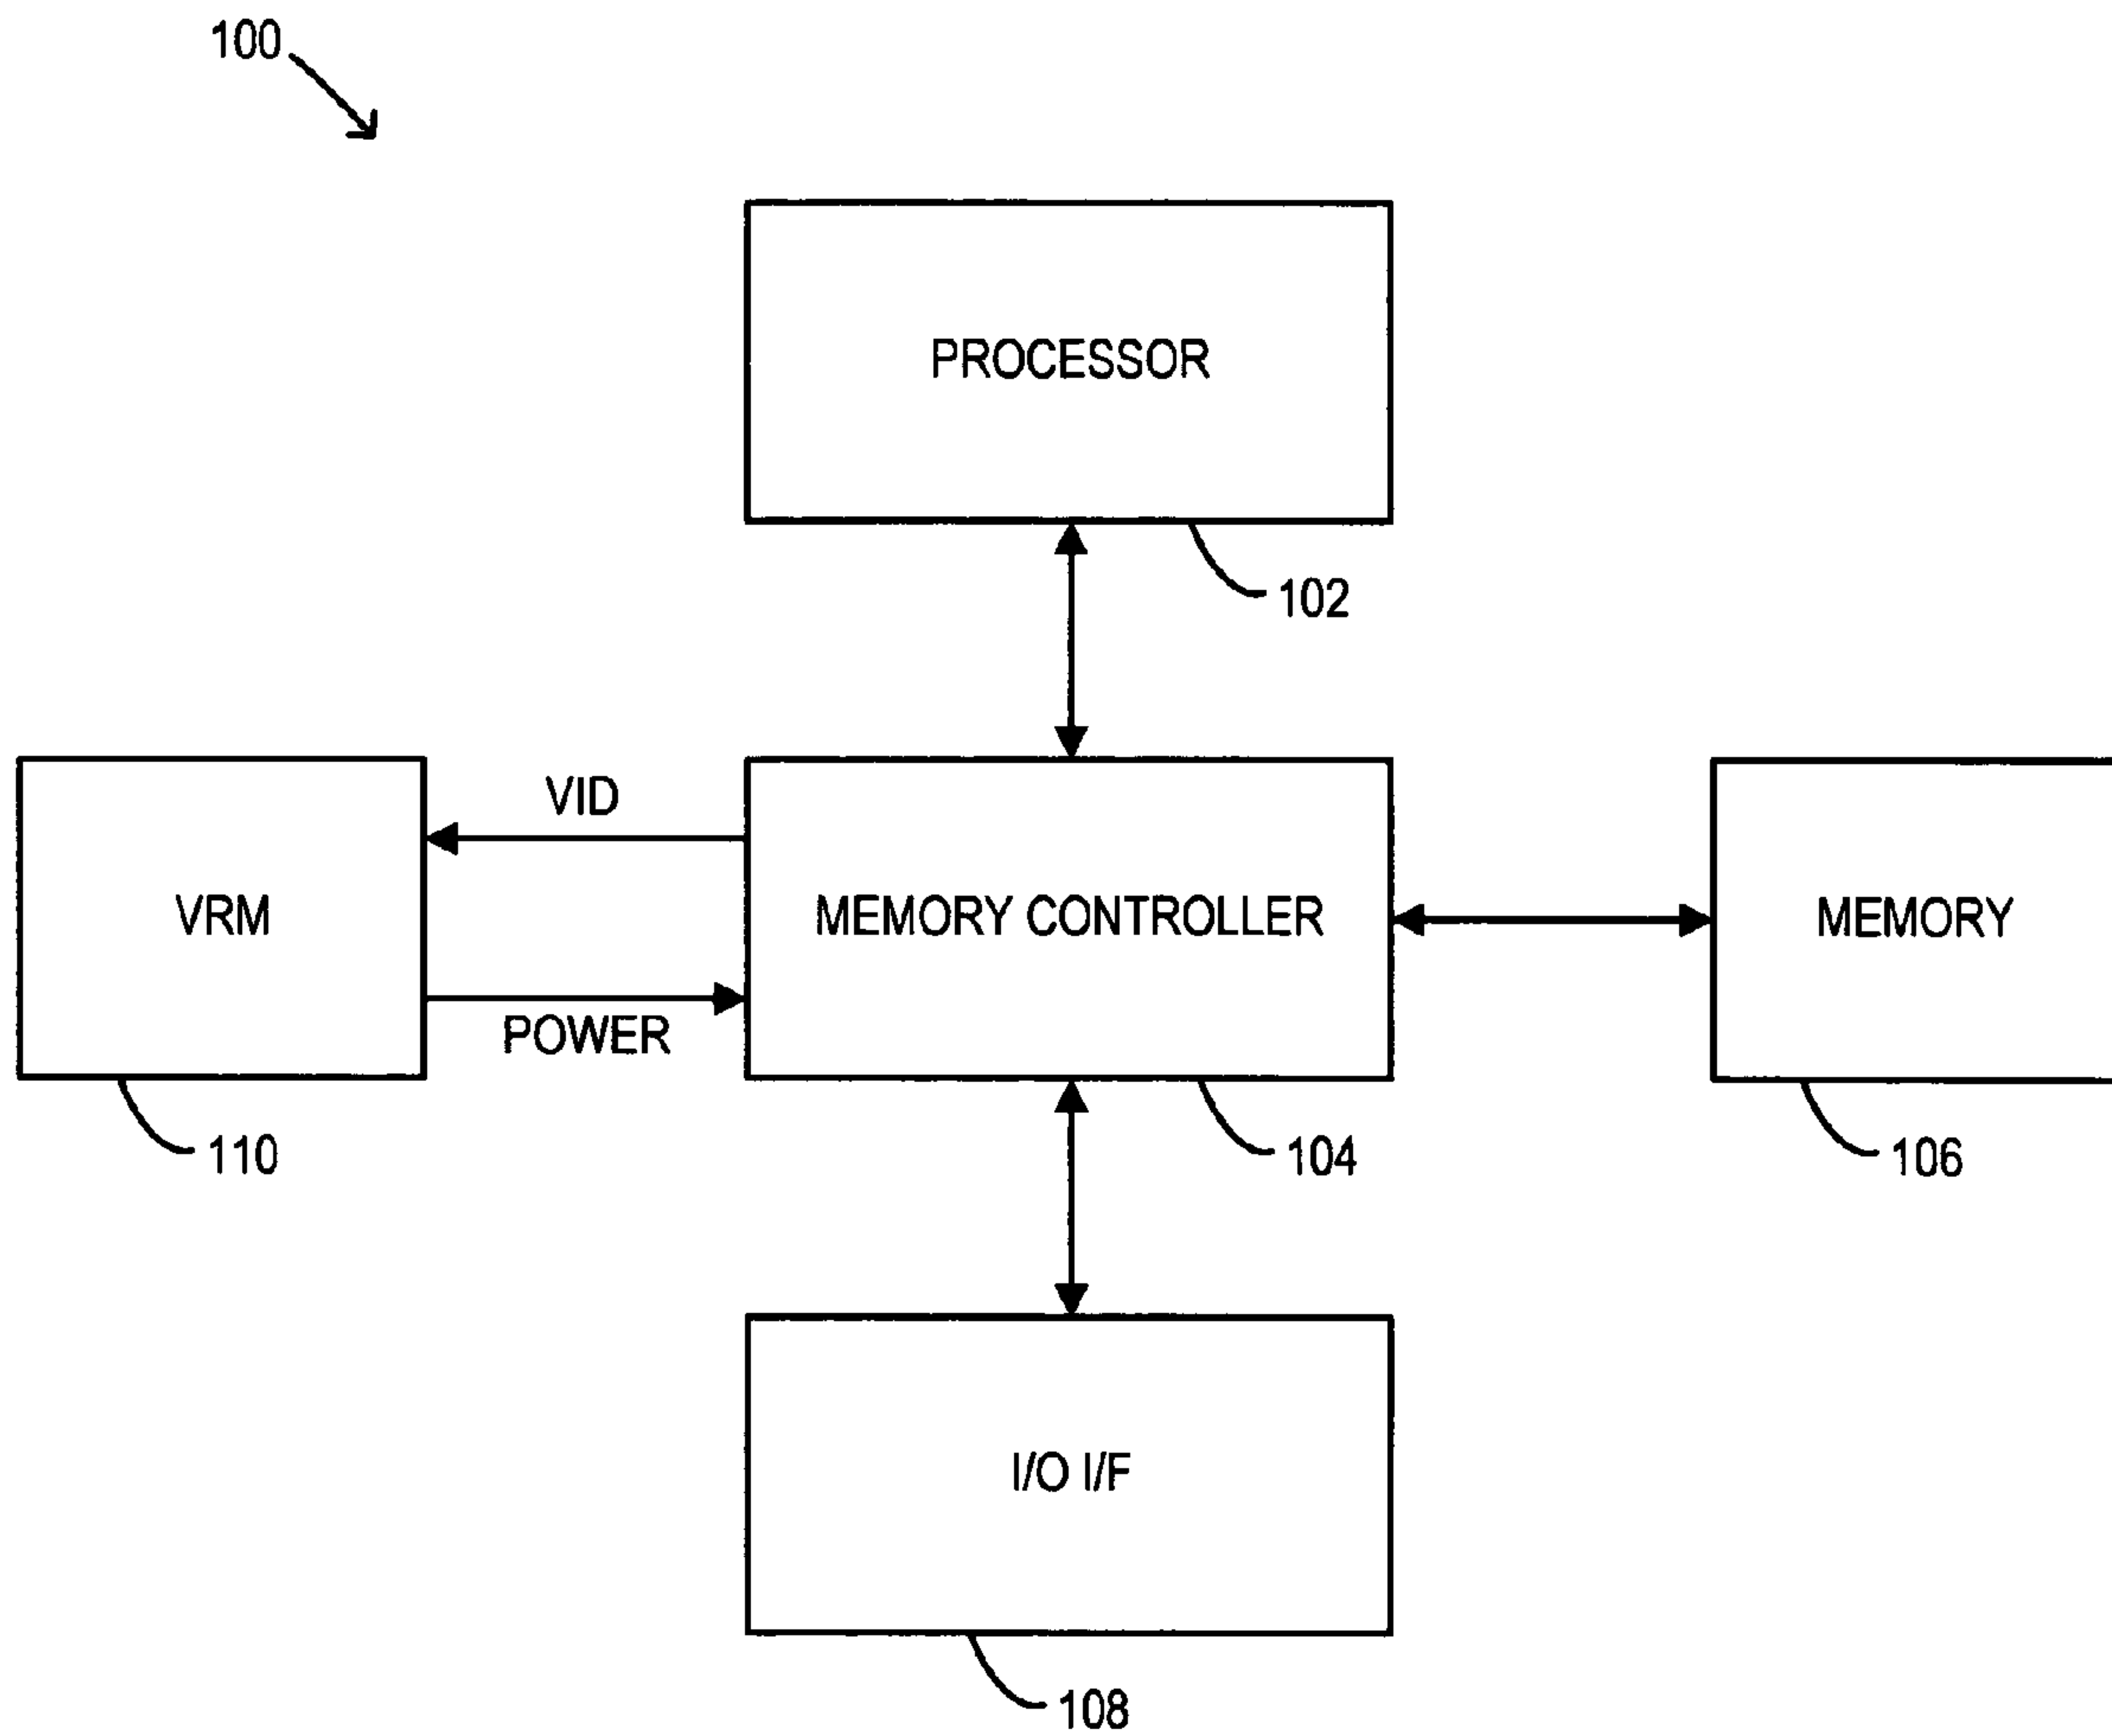 100
PROCESSOR
102
VID
VRM
MEMORY CONTROLLER
MEMORY
POWER
110
104
106
I/O I/F
108